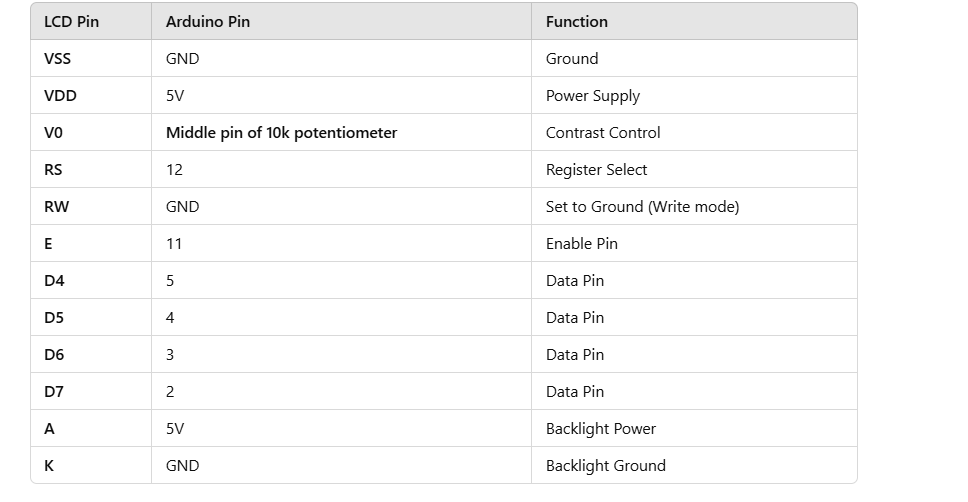 LCD Pin Arduino Pin Function
VSS GND Ground
VDD 5V Power Supply
V0 Middle pin of 10k potentiometer Contrast Control
RS 12 Register Select
RW GND Set to Ground (Write mode)
E 11 Enable Pin
D4 5 Data Pin
D5 4 Data Pin
D6 3 Data Pin
D7 2 Data Pin
A 5V Backlight Power
K GND Backlight Ground